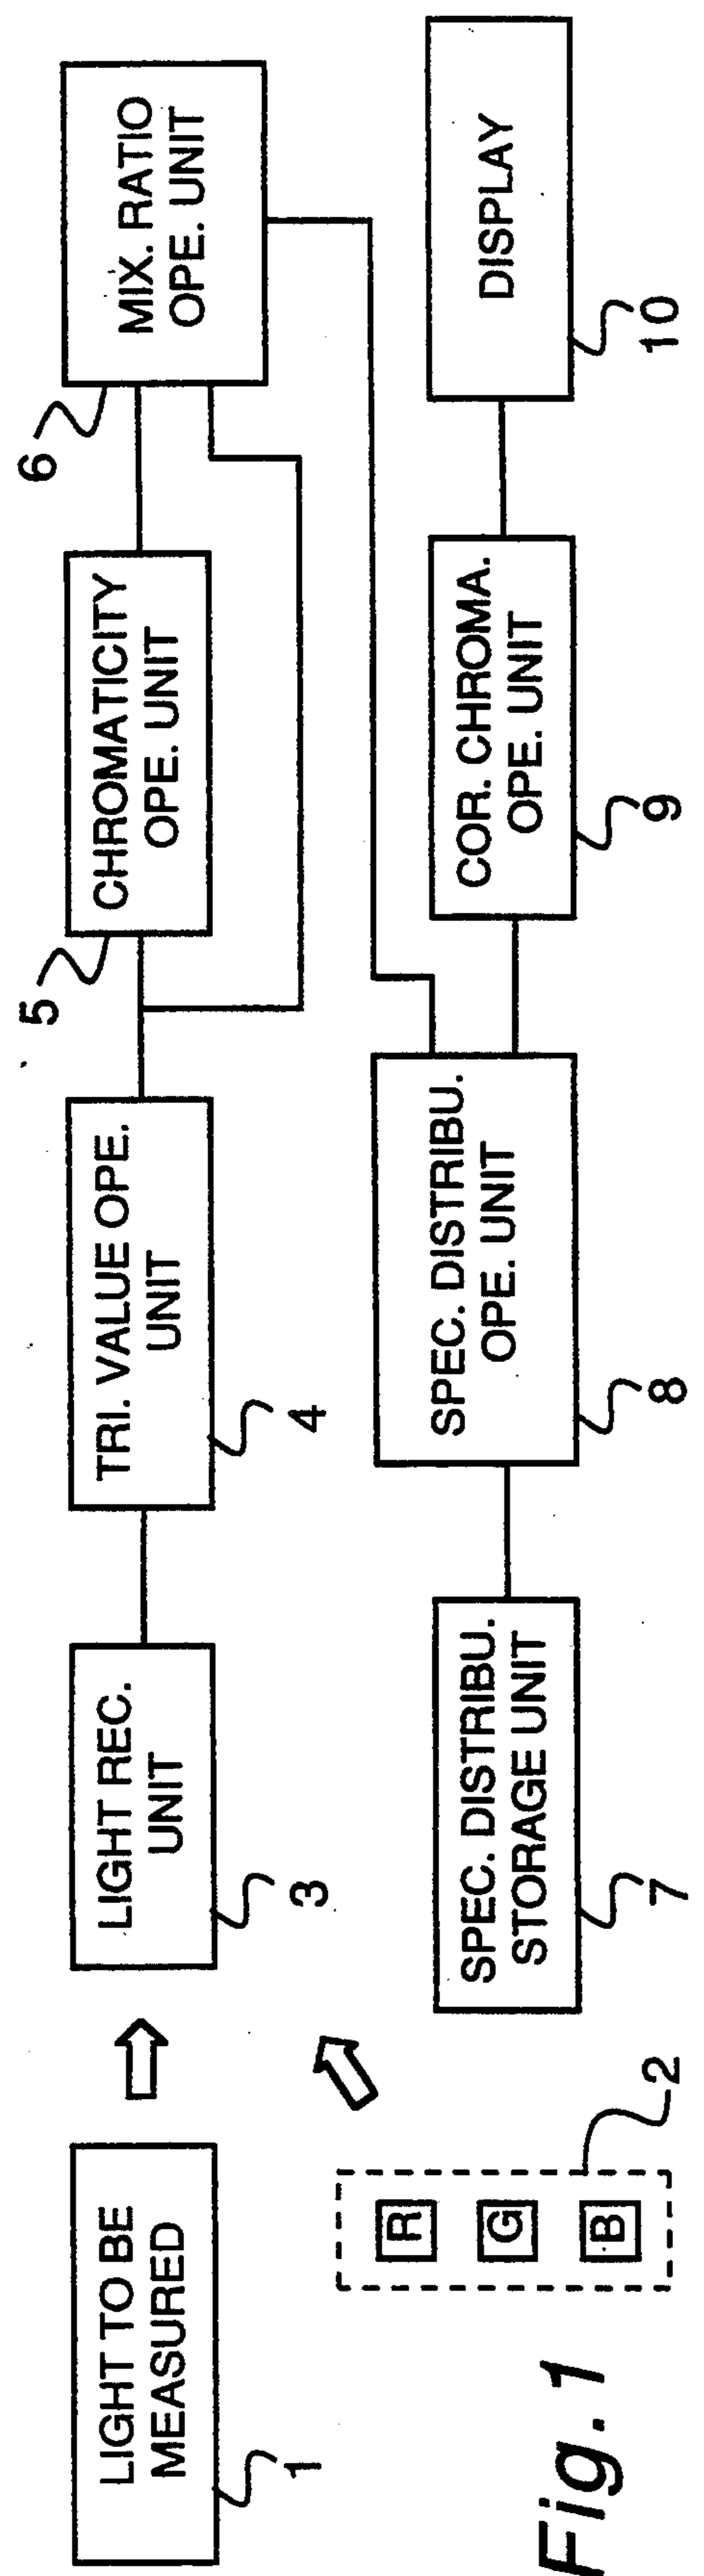 LIGHT TO BE
MEASURED
1
LIGHT REC.
UNIT
3
TRI. VALUE OPE.
UNIT
4
CHROMATICITY
OPE. UNIT
5
MIX. RATIO
OPE. UNIT
6
R
G
B
2
SPEC. DISTRIBU.
STORAGE UNIT
7
SPEC. DISTRIBU.
OPE. UNIT
8
COR. CHROMA.
OPE. UNIT
9
DISPLAY
10
Fig. 1